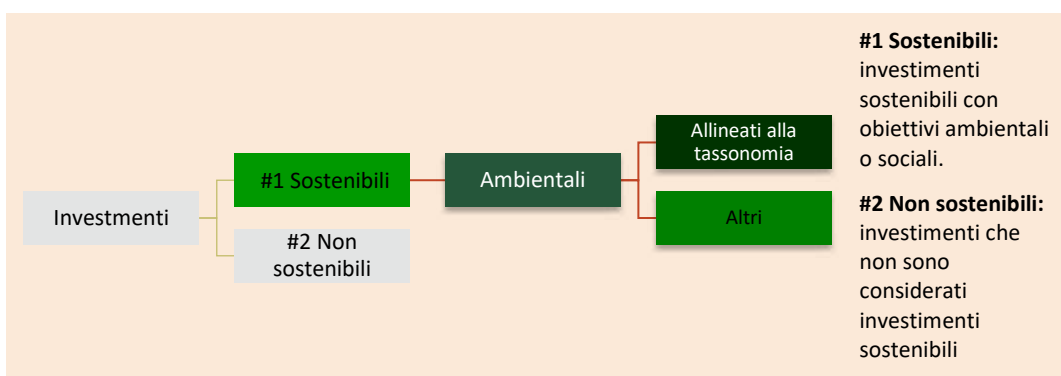 Investmenti
#1 Sostenibili
#2 Non
sostenibili
Ambientali
Allineati alla
tassonomia
Altri
#1 Sostenibili:
investimenti
sostenibili con
obiettivi ambientali
o sociali.
#2 Non sostenibili:
investimenti che
non sono
considerati
investimenti
sostenibili